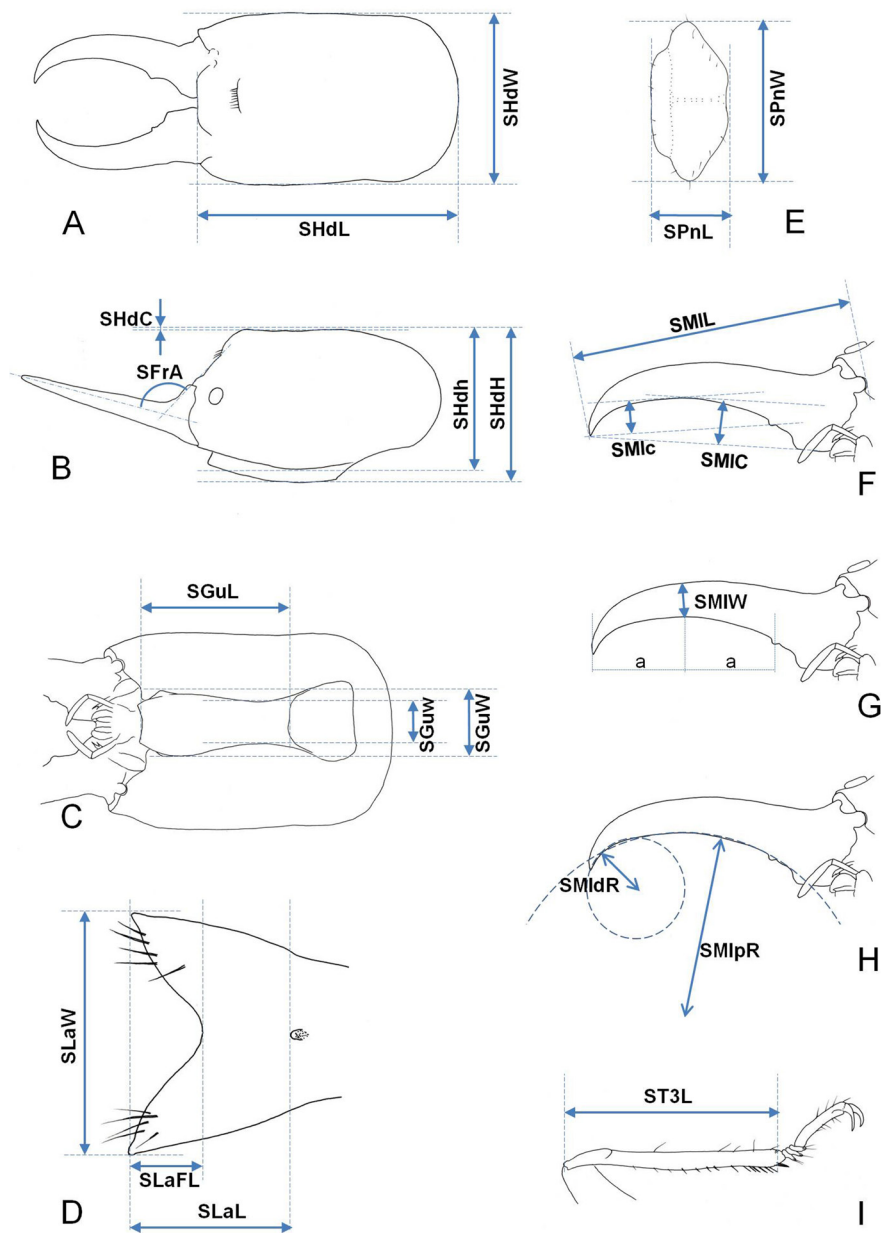 SHdW
SHdL
A
SPnW
SPnL
E
SHdC
SFrA
SHdh
SHdH
B
SMlL
SMlc
SMlC
F
SGuL
SGuw
SGuW
C
SMlW
a
a
G
SMldR
SMlpR
H
SLaW
SLaFL
SLaL
D
ST3L
I